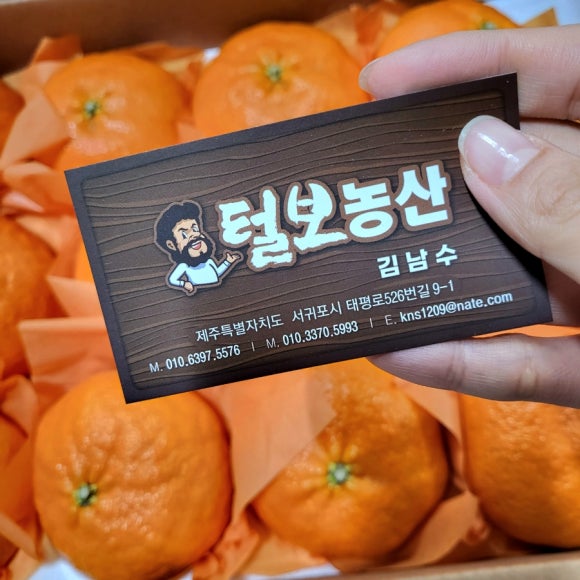 털보농산
김남수
제주특별자치도 서귀포시 태평로526번길 9-1
M. 010.6397.5576 | M. 010.3370.5993 | E. kns1209@nate.com